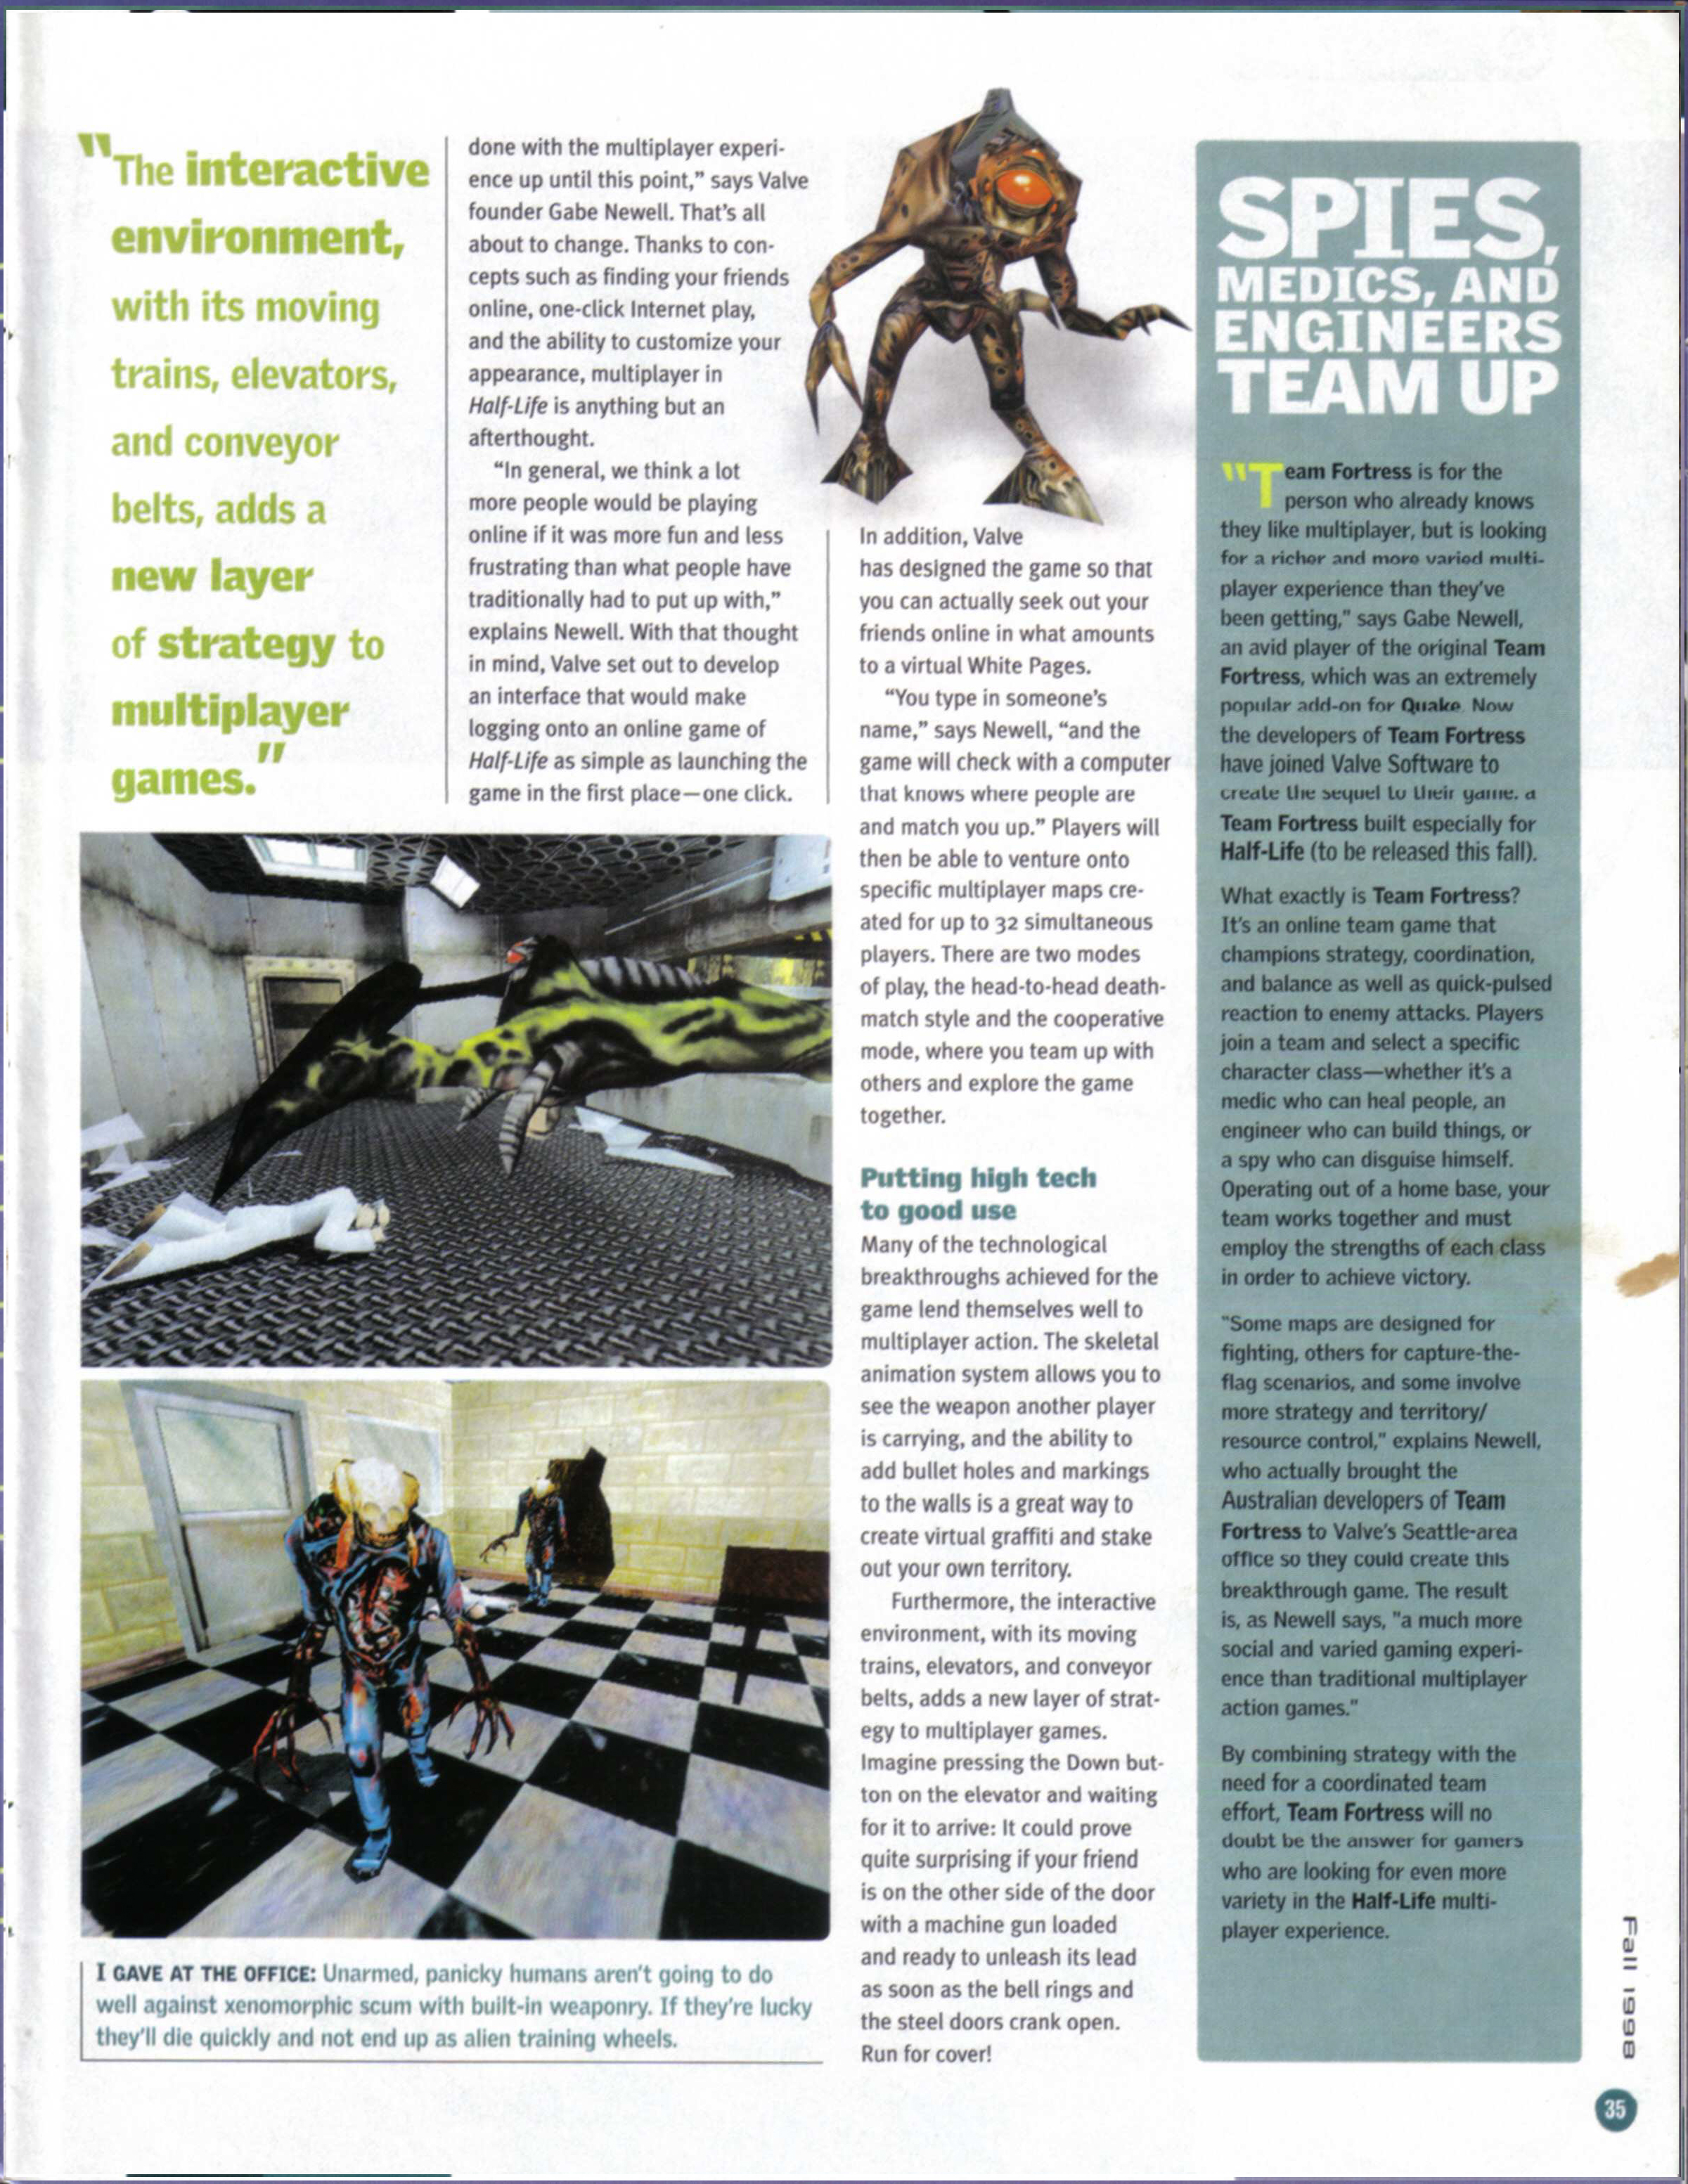 "The interactive
environment,
with its moving
trains, elevators,
and conveyor
belts, adds a
new layer
of strategy to
multiplayer
games."
done with the multiplayer experi-
ence up until this point,” says Valve
founder Gabe Newell. That’s all
about to change. Thanks to con-
cepts such as finding your friends
online, one-click Internet play,
and the ability to customize your
appearance, multiplayer in
Half-Life is anything but an
afterthought.
“In general, we think a lot
more people would be playing
online if it was more fun and less
frustrating than what people have
traditionally had to put up with,”
explains Newell. With that thought
in mind, Valve set out to develop
an interface that would make
logging onto an online game of
Half-Life as simple as launching the
game in the first place—one click.
In addition, Valve
has designed the game so that
you can actually seek out your
friends online in what amounts
to a virtual White Pages.
“You type in someone’s
name,” says Newell, “and the
game will check with a computer
that knows where people are
and match you up.” Players will
then be able to venture onto
specific multiplayer maps cre-
ated for up to 32 simultaneous
players. There are two modes
of play, the head-to-head death-
match style and the cooperative
mode, where you team up with
others and explore the game
together.
Putting high tech
to good use
Many of the technological
breakthroughs achieved for the
game lend themselves well to
multiplayer action. The skeletal
animation system allows you to
see the weapon another player
is carrying, and the ability to
add bullet holes and markings
to the walls is a great way to
create virtual graffiti and stake
out your own territory.
Furthermore, the interactive
environment, with its moving
trains, elevators, and conveyor
belts, adds a new layer of strat-
egy to multiplayer games.
Imagine pressing the Down but-
ton on the elevator and waiting
for it to arrive: It could prove
quite surprising if your friend
is on the other side of the door
with a machine gun loaded
and ready to unleash its lead
as soon as the bell rings and
the steel doors crank open.
Run for cover!
I GAVE AT THE OFFICE: Unarmed, panicky humans aren’t going to do
well against xenomorphic scum with built-in weaponry. If they’re lucky
they’ll die quickly and not end up as alien training wheels.
SPIES,
MEDICS, AND
ENGINEERS
TEAM UP
"Team Fortress is for the
person who already knows
they like multiplayer, but is looking
for a richer and more varied multi-
player experience than they've
been getting," says Gabe Newell,
an avid player of the original Team
Fortress, which was an extremely
popular add-on for Quake. Now
the developers of Team Fortress
have joined Valve Software to
create the sequel to their game, a
Team Fortress built especially for
Half-Life (to be released this fall).
What exactly is Team Fortress?
It's an online team game that
champions strategy, coordination,
and balance as well as quick-pulsed
reaction to enemy attacks. Players
join a team and select a specific
character class—whether it's a
medic who can heal people, an
engineer who can build things, or
a spy who can disguise himself.
Operating out of a home base, your
team works together and must
employ the strengths of each class
in order to achieve victory.
"Some maps are designed for
fighting, others for capture-the-
flag scenarios, and some involve
more strategy and territory/
resource control," explains Newell,
who actually brought the
Australian developers of Team
Fortress to Valve's Seattle-area
office so they could create this
breakthrough game. The result
is, as Newell says, "a much more
social and varied gaming experi-
ence than traditional multiplayer
action games."
By combining strategy with the
need for a coordinated team
effort, Team Fortress will no
doubt be the answer for gamers
who are looking for even more
variety in the Half-Life multi-
player experience.
Fall 1998
35